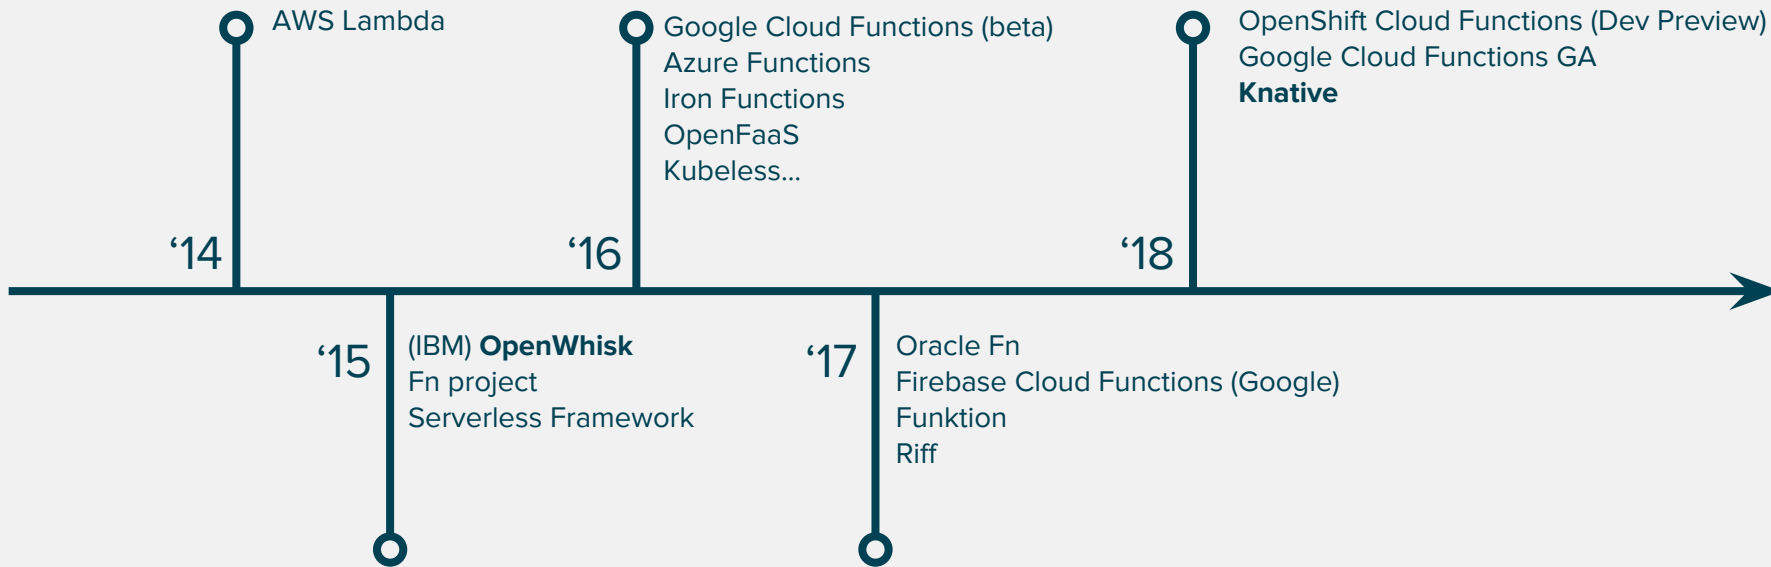 AWS Lambda
‘14
(IBM) OpenWhisk
Fn project
Serverless Framework
‘15
Google Cloud Functions (beta)
Azure Functions
Iron Functions
OpenFaaS
Kubeless...
‘16
Oracle Fn
Firebase Cloud Functions (Google)
Funktion
Riff
‘17
OpenShift Cloud Functions (Dev Preview)
Google Cloud Functions GA
Knative
‘18